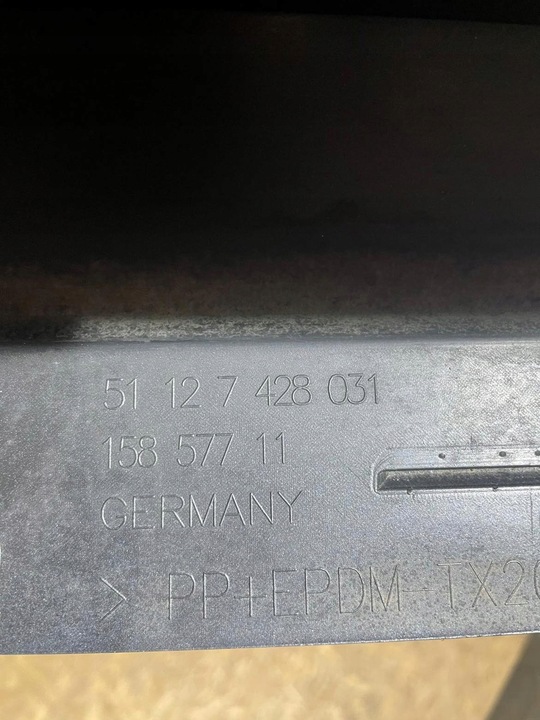 51 12 7 428 031
158 577 11
GERMANY
> PP+EPDM-TX20